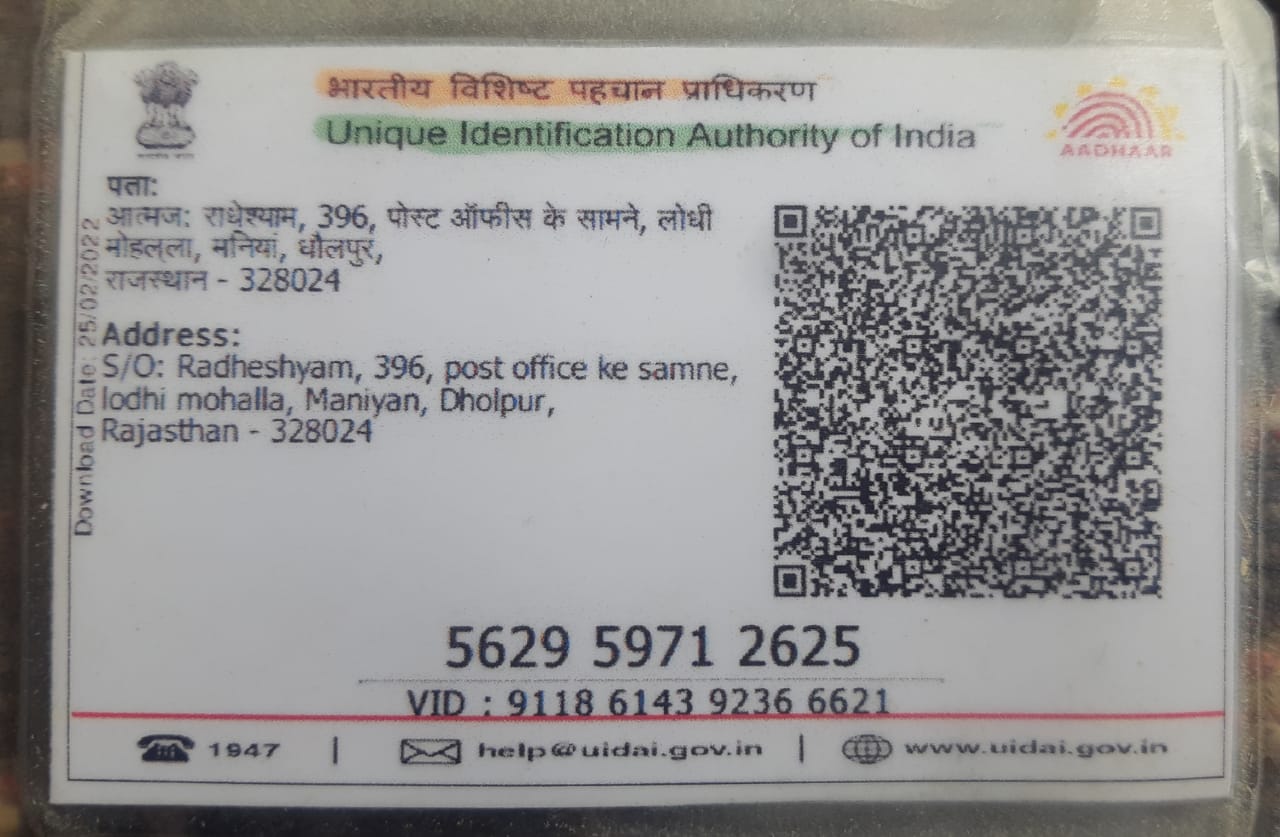 भारतीय विशिष्ट पहचान प्राधिकरण
Unique Identification Authority of India
AADHAAR
पता:
आत्मज: राधेश्याम, 396, पोस्ट ऑफीस के सामने, लोधी
मोहल्ला, मनियां, धौलपुर,
राजस्थान - 328024
Address:
S/O: Radheshyam, 396, post office ke samne,
lodhi mohalla, Maniyan, Dholpur,
Rajasthan - 328024
Download Date: 25/02/2022
5629 5971 2625
VID : 9118 6143 9236 6621
1947 | help@uidai.gov.in | www.uidai.gov.in